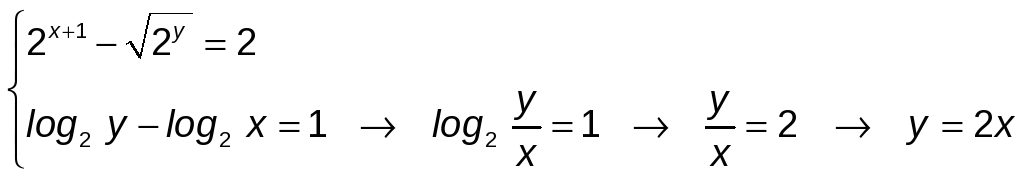 2^{x+1} − √(2^y) = 2
log₂ y − log₂ x = 1 → log₂ y/x = 1 → y/x = 2 → y = 2x